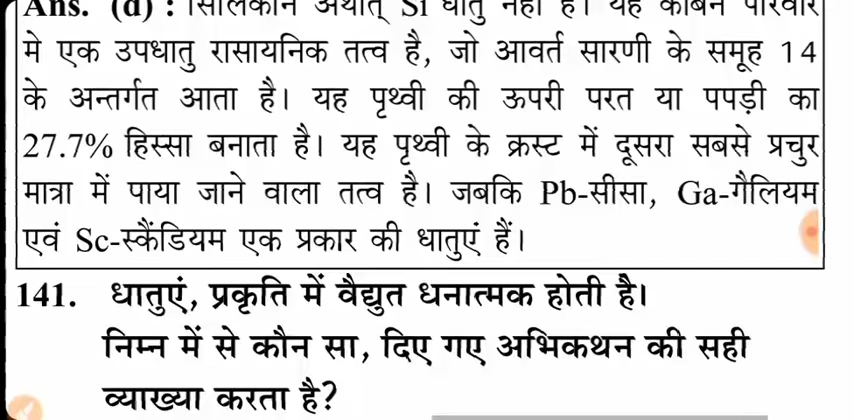 Ans. (d) : सिलिकॉन अर्थात् Si धातु नहीं है। यह कार्बन परिवार
मे एक उपधातु रासायनिक तत्व है, जो आवर्त सारणी के समूह 14
के अन्तर्गत आता है। यह पृथ्वी की ऊपरी परत या पपड़ी का
27.7% हिस्सा बनाता है। यह पृथ्वी के क्रस्ट में दूसरा सबसे प्रचुर
मात्रा में पाया जाने वाला तत्व है। जबकि Pb-सीसा, Ga-गैलियम
एवं Sc-स्कैंडियम एक प्रकार की धातुएं हैं।
141. धातुएं, प्रकृति में वैद्युत धनात्मक होती है।
निम्न में से कौन सा, दिए गए अभिकथन की सही
व्याख्या करता है?